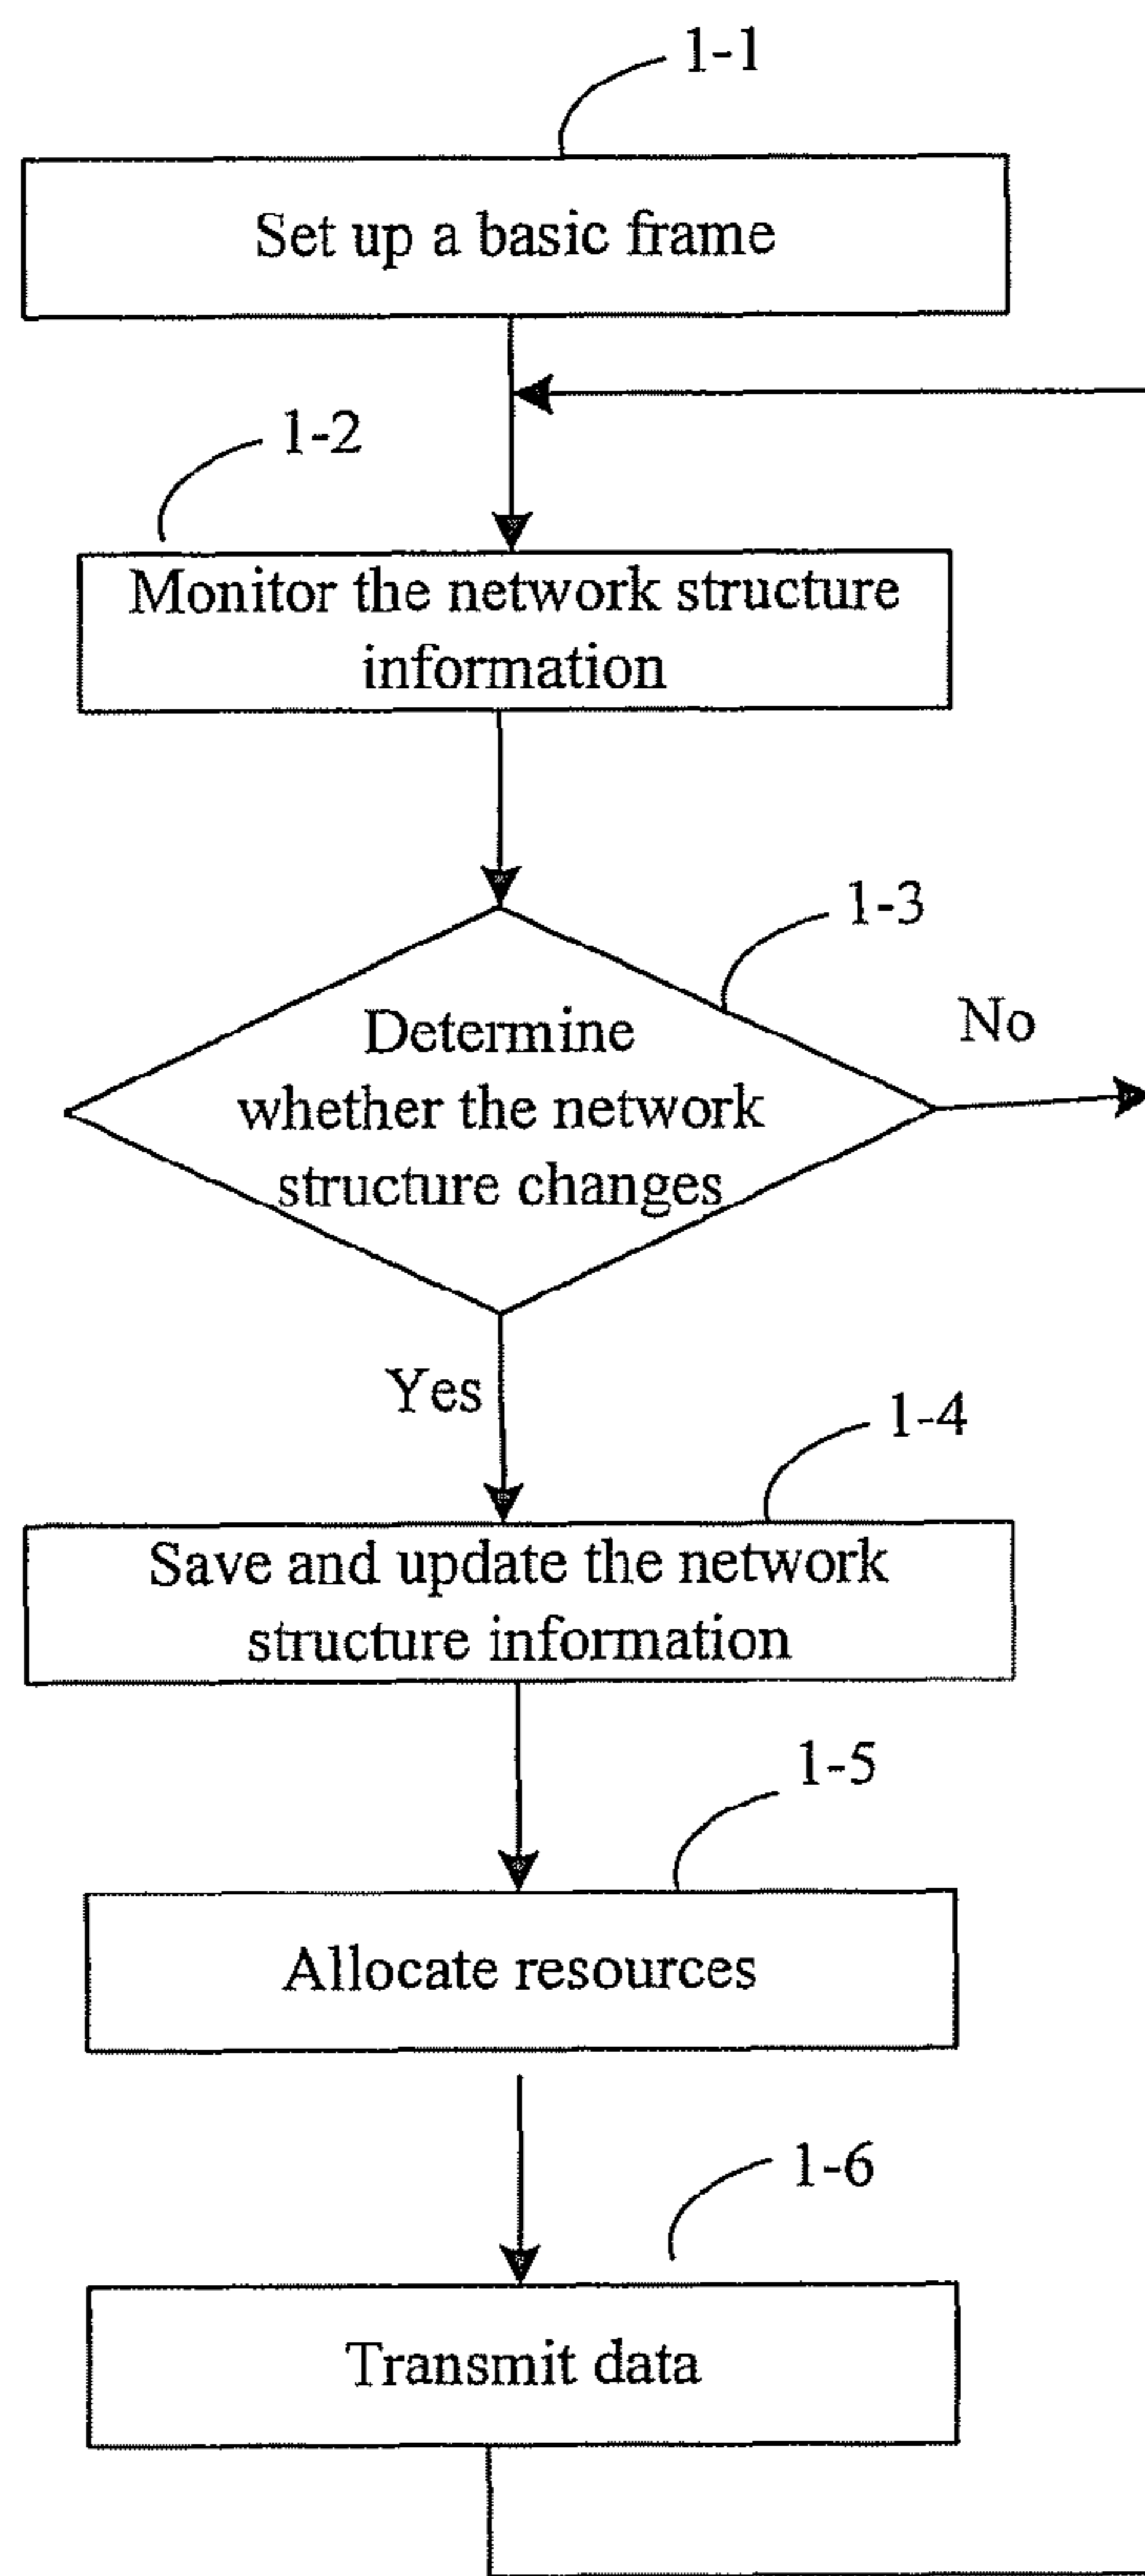 1-1
Set up a basic frame
1-2
Monitor the network structure
information
1-3
Determine
whether the network
structure changes
No
Yes
1-4
Save and update the network
structure information
1-5
Allocate resources
1-6
Transmit data